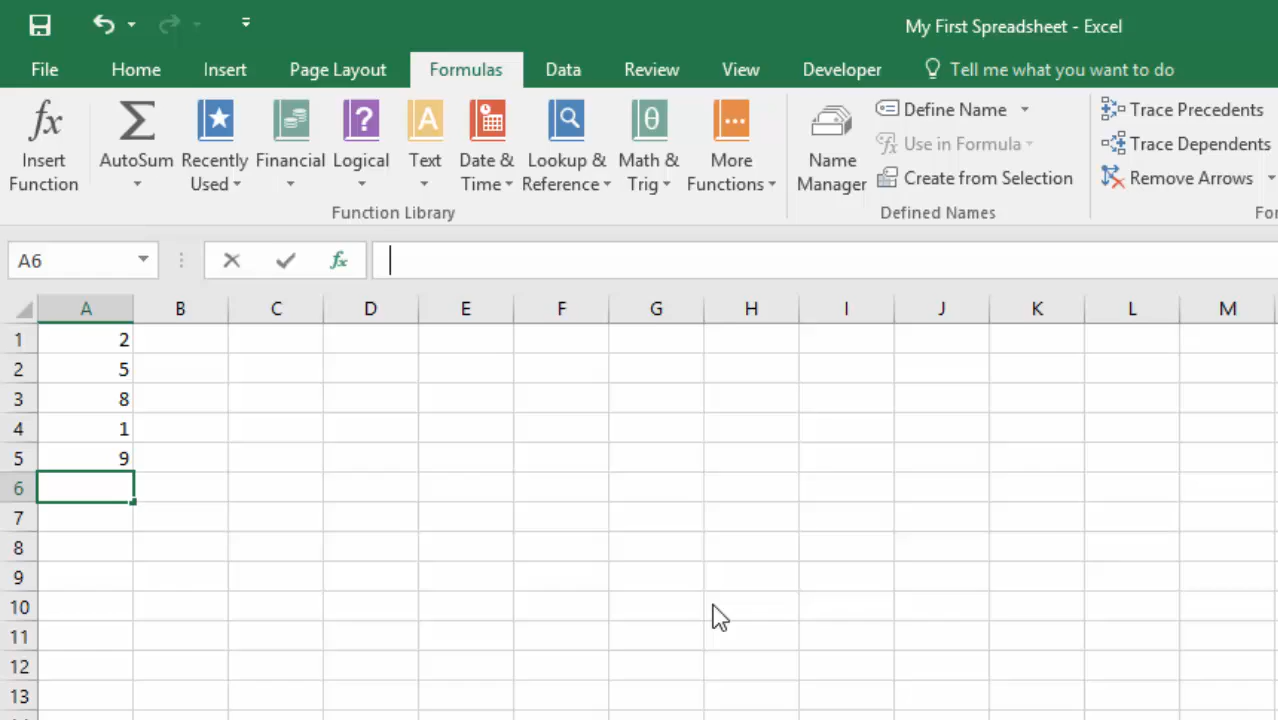 My First Spreadsheet - Excel
File Home Insert Page Layout Formulas Data Review View Developer Tell me what you want to do
fx Insert Function
Σ AutoSum
Recently Used
Financial
? Logical
A Text
Date & Time
Lookup & Reference
θ Math & Trig
More Functions
Function Library
Name Manager
Define Name
Use in Formula
Create from Selection
Defined Names
Trace Precedents
Trace Dependents
Remove Arrows
For
A6 fx
A B C D E F G H I J K L M
1 2
2 5
3 8
4 1
5 9
6
7
8
9
10
11
12
13